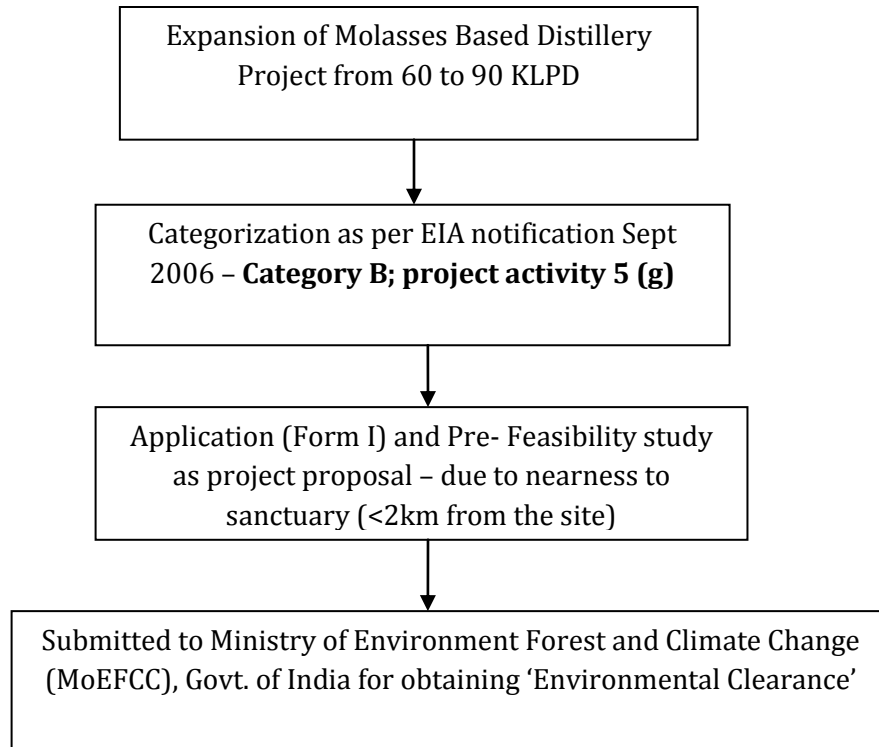 Expansion of Molasses Based Distillery
Project from 60 to 90 KLPD
Categorization as per EIA notification Sept
2006 – Category B; project activity 5 (g)
Application (Form I) and Pre- Feasibility study
as project proposal – due to nearness to
sanctuary (<2km from the site)
Submitted to Ministry of Environment Forest and Climate Change
(MoEFCC), Govt. of India for obtaining ‘Environmental Clearance’